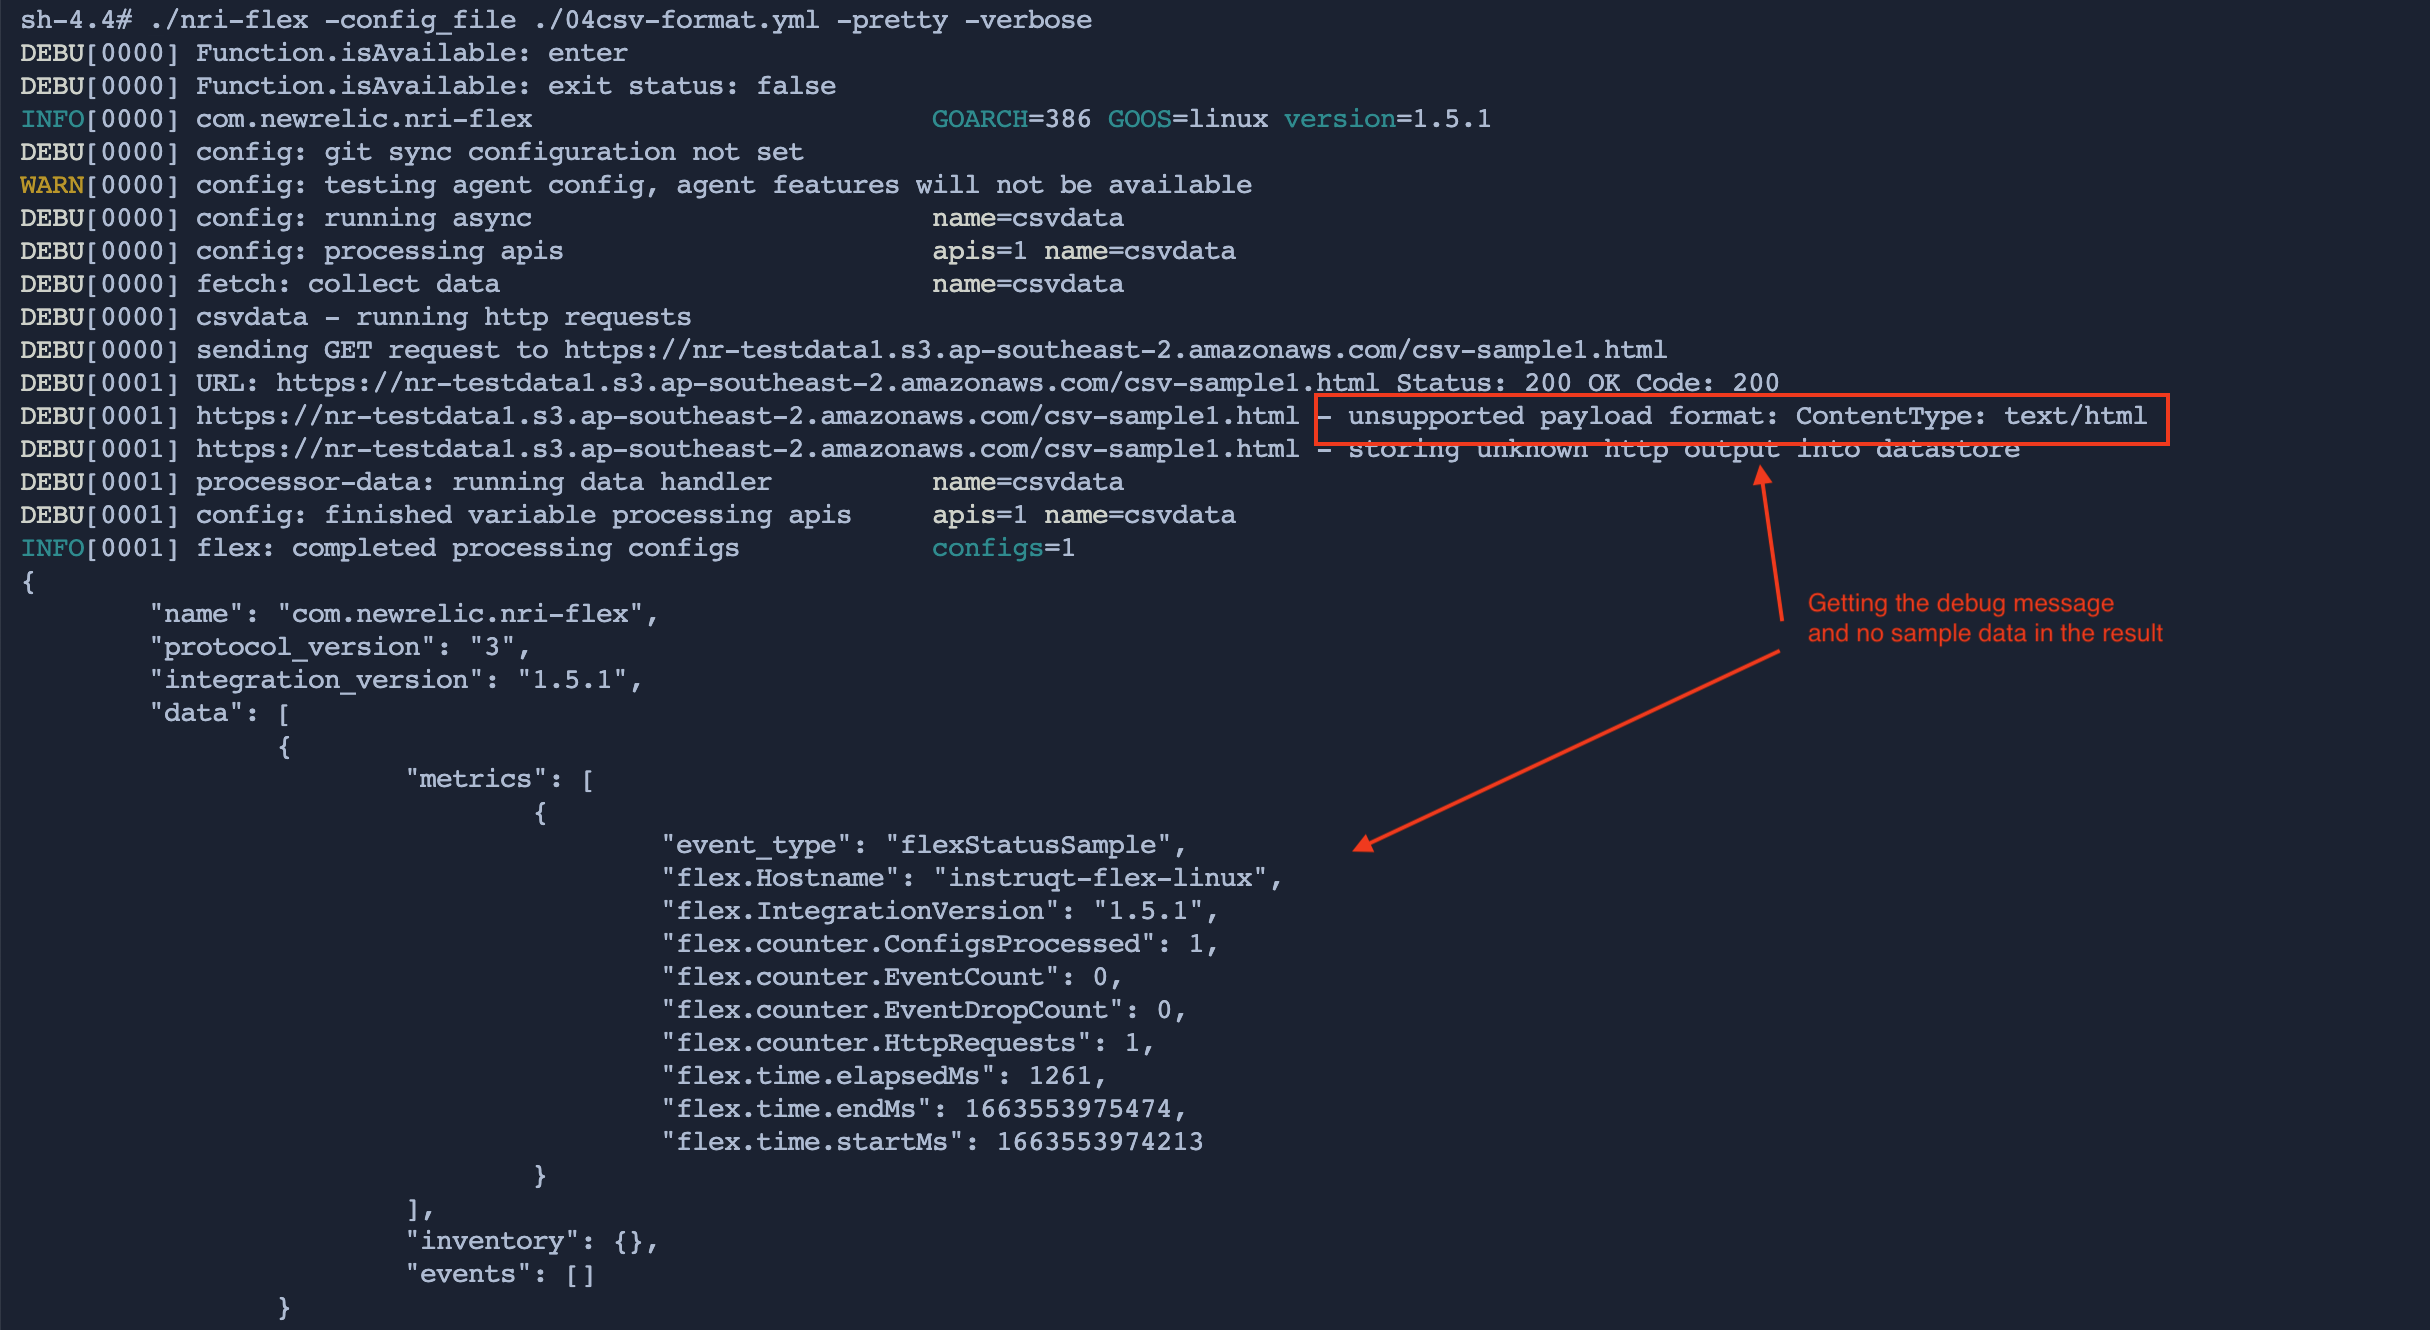 sh-4.4# ./nri-flex -config_file ./04csv-format.yml -pretty -verbose
DEBU[0000] Function.isAvailable: enter
DEBU[0000] Function.isAvailable: exit status: false
INFO[0000] com.newrelic.nri-flex                         GOARCH=386 GOOS=linux version=1.5.1
DEBU[0000] config: git sync configuration not set
WARN[0000] config: testing agent config, agent features will not be available
DEBU[0000] config: running async                         name=csvdata
DEBU[0000] config: processing apis                       apis=1 name=csvdata
DEBU[0000] fetch: collect data                           name=csvdata
DEBU[0000] csvdata - running http requests
DEBU[0000] sending GET request to https://nr-testdata1.s3.ap-southeast-2.amazonaws.com/csv-sample1.html
DEBU[0001] URL: https://nr-testdata1.s3.ap-southeast-2.amazonaws.com/csv-sample1.html Status: 200 OK Code: 200
DEBU[0001] https://nr-testdata1.s3.ap-southeast-2.amazonaws.com/csv-sample1.html - unsupported payload format: ContentType: text/html
DEBU[0001] https://nr-testdata1.s3.ap-southeast-2.amazonaws.com/csv-sample1.html - storing unknown http output into datastore
DEBU[0001] processor-data: running data handler          name=csvdata
DEBU[0001] config: finished variable processing apis     apis=1 name=csvdata
INFO[0001] flex: completed processing configs            configs=1
{
"name": "com.newrelic.nri-flex",
Getting the debug message
and no sample data in the result
"protocol_version": "3",
"integration_version": "1.5.1",
"data": [
{
"metrics": [
{
"event_type": "flexStatusSample",
"flex.Hostname": "instruqt-flex-linux",
"flex.IntegrationVersion": "1.5.1",
"flex.counter.ConfigsProcessed": 1,
"flex.counter.EventCount": 0,
"flex.counter.EventDropCount": 0,
"flex.counter.HttpRequests": 1,
"flex.time.elapsedMs": 1261,
"flex.time.endMs": 1663553975474,
"flex.time.startMs": 1663553974213
}
],
"inventory": {},
"events": []
}